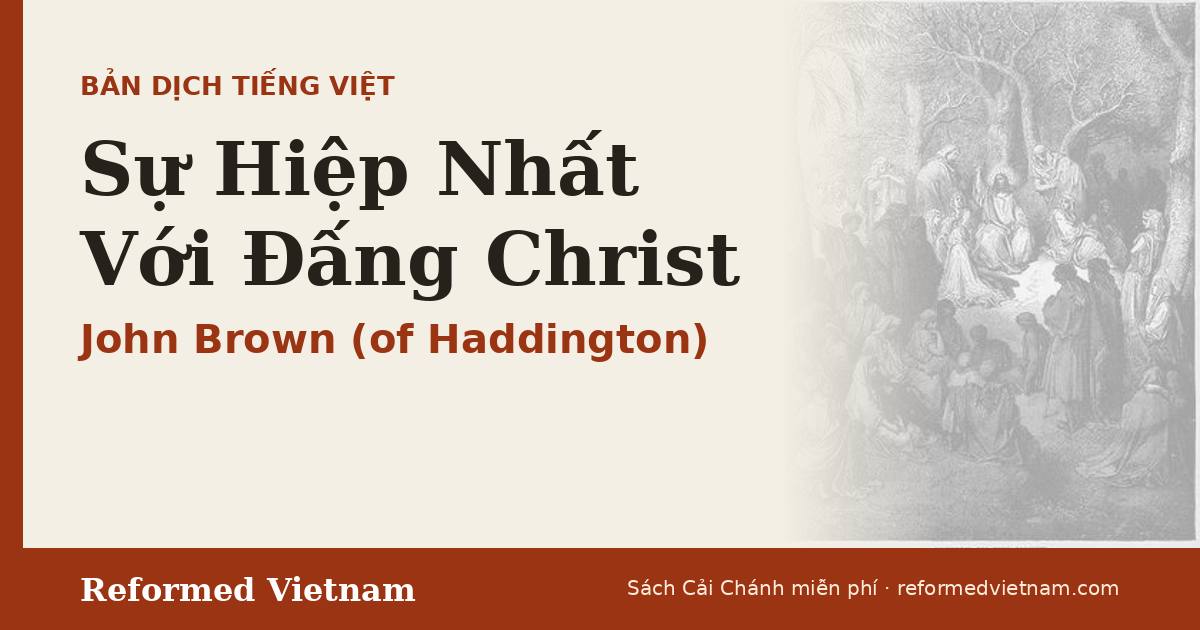 BẢN DỊCH TIẾNG VIỆT
Sự Hiệp Nhất
Với Đấng Christ
John Brown (of Haddington)
Reformed Vietnam
Sách Cải Chánh miễn phí · reformedvietnam.com